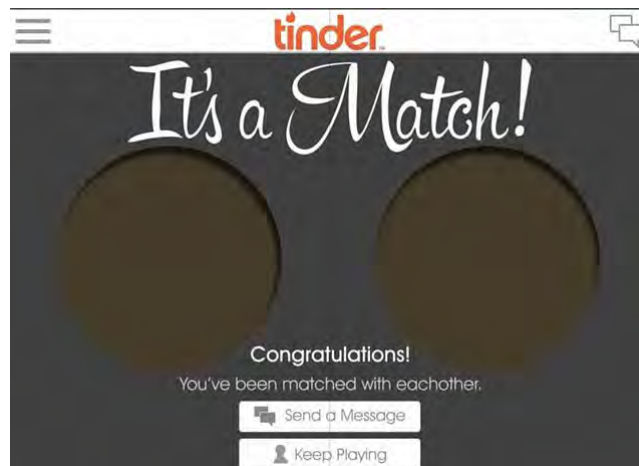 tinder
It's a Match!
Congratulations!
You've been matched with eachother.
Send a Message
Keep Playing